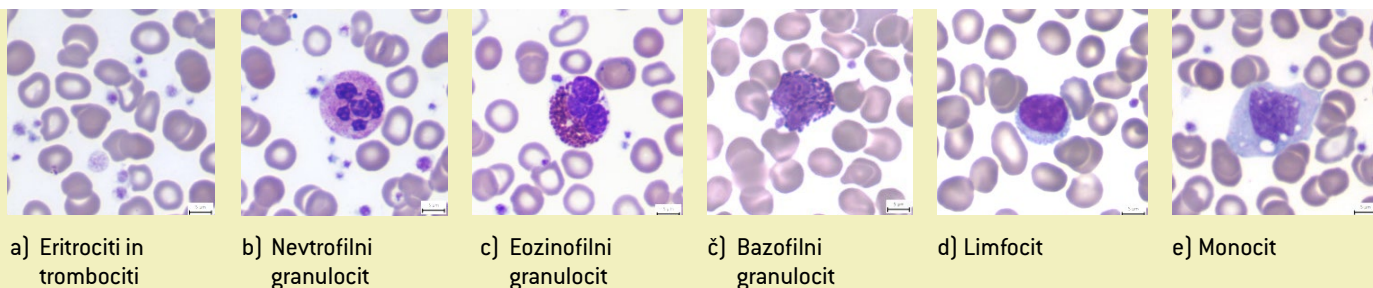 a) Eritrociti in
trombociti
b) Nevtrofilni
granulocit
c) Eozinofilni
granulocit
č) Bazofilni
granulocit
d) Limfocit
e) Monocit